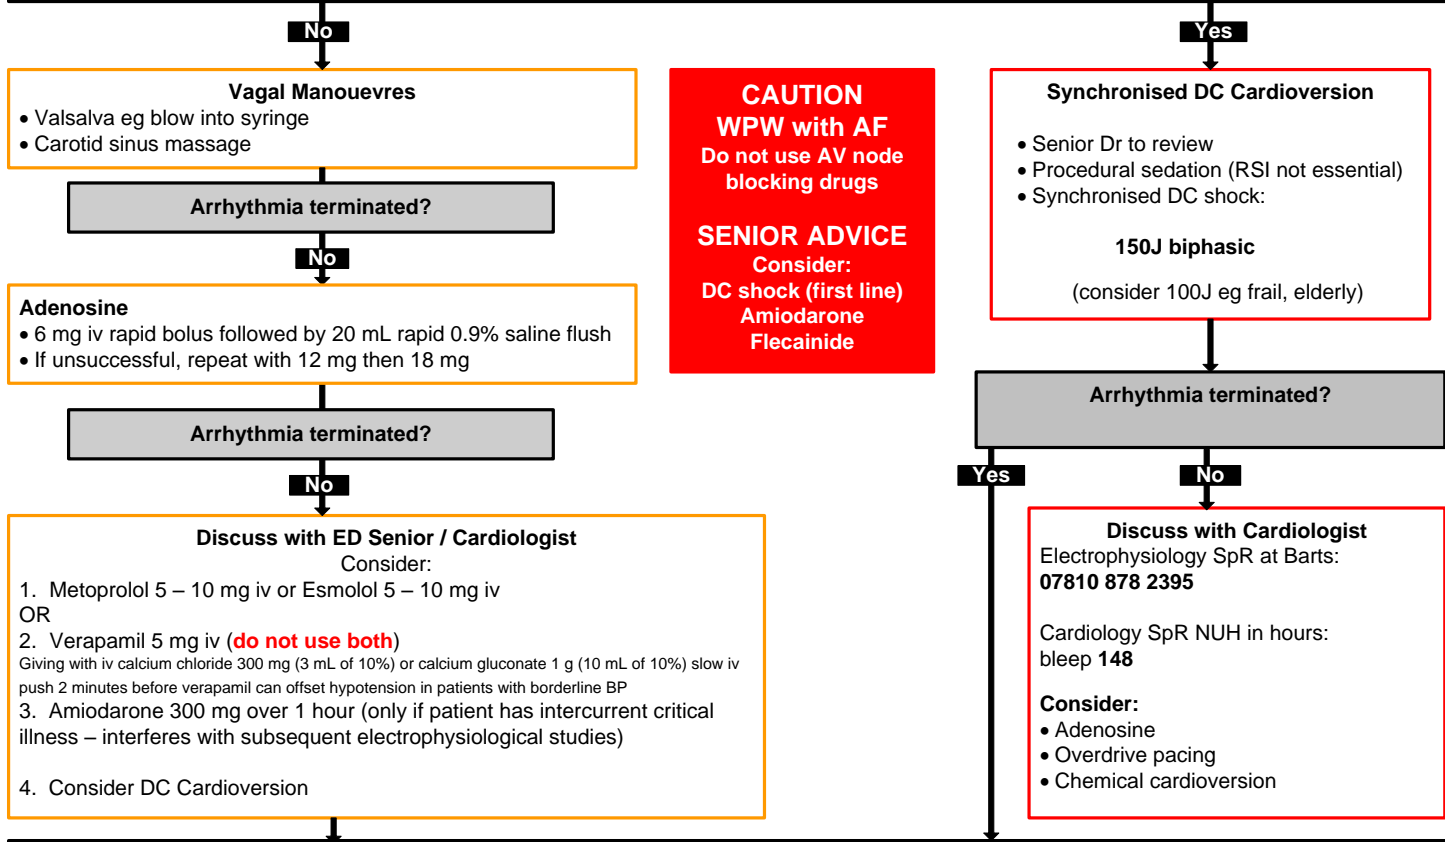 No
Vagal Manouevres
• Valsalva eg blow into syringe
• Carotid sinus massage
Arrhythmia terminated?
No
Adenosine
• 6 mg iv rapid bolus followed by 20 mL rapid 0.9% saline flush
• If unsuccessful, repeat with 12 mg then 18 mg
Arrhythmia terminated?
No
Discuss with ED Senior / Cardiologist
Consider:
1. Metoprolol 5 – 10 mg iv or Esmolol 5 – 10 mg iv
OR
2. Verapamil 5 mg iv (do not use both)
Giving with iv calcium chloride 300 mg (3 mL of 10%) or calcium gluconate 1 g (10 mL of 10%) slow iv
push 2 minutes before verapamil can offset hypotension in patients with borderline BP
3. Amiodarone 300 mg over 1 hour (only if patient has intercurrent critical
illness – interferes with subsequent electrophysiological studies)
4. Consider DC Cardioversion
CAUTION
WPW with AF
Do not use AV node
blocking drugs
SENIOR ADVICE
Consider:
DC shock (first line)
Amiodarone
Flecainide
Yes
Synchronised DC Cardioversion
• Senior Dr to review
• Procedural sedation (RSI not essential)
• Synchronised DC shock:
150J biphasic
(consider 100J eg frail, elderly)
Arrhythmia terminated?
Yes
No
Discuss with Cardiologist
Electrophysiology SpR at Barts:
07810 878 2395
Cardiology SpR NUH in hours:
bleep 148
Consider:
• Adenosine
• Overdrive pacing
• Chemical cardioversion